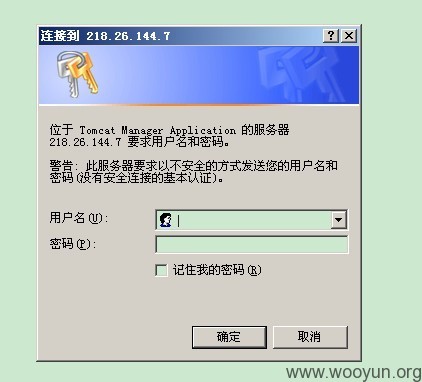 连接到 218.26.144.7
位于 Tomcat Manager Application 的服务器
218.26.144.7 要求用户名和密码。
警告: 此服务器要求以不安全的方式发送您的用户名和
密码(没有安全连接的基本认证)。
用户名(U):
密码(P):
记住我的密码(R)
确定
取消
www.wooyun.org